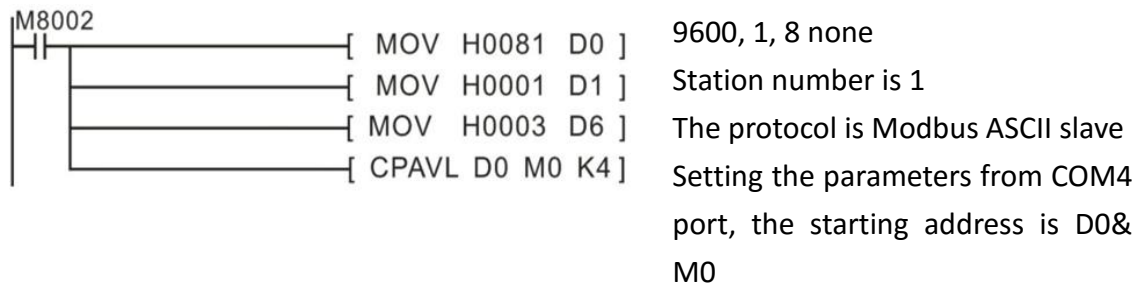 M8002
[ MOV H0081 D0 ]
[ MOV H0001 D1 ]
[ MOV H0003 D6 ]
[ CPAVL D0 M0 K4 ]
9600, 1, 8 none
Station number is 1
The protocol is Modbus ASCII slave
Setting the parameters from COM4
port, the starting address is D0&
M0